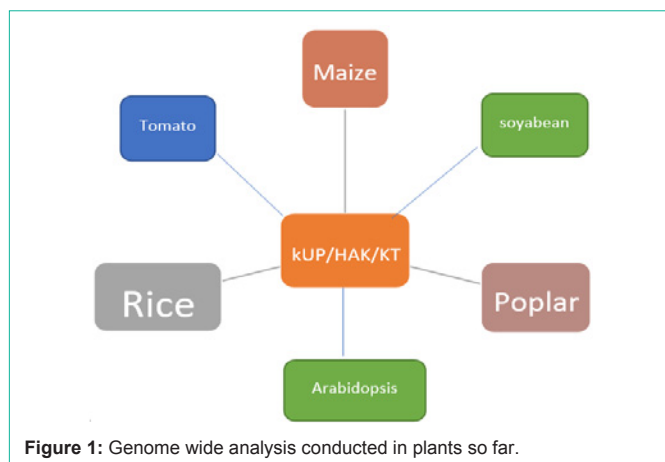 Maize
Tomato
soyabean
kUP/HAK/KT
Rice
Poplar
Arabidopsis
Figure 1: Genome wide analysis conducted in plants so far.